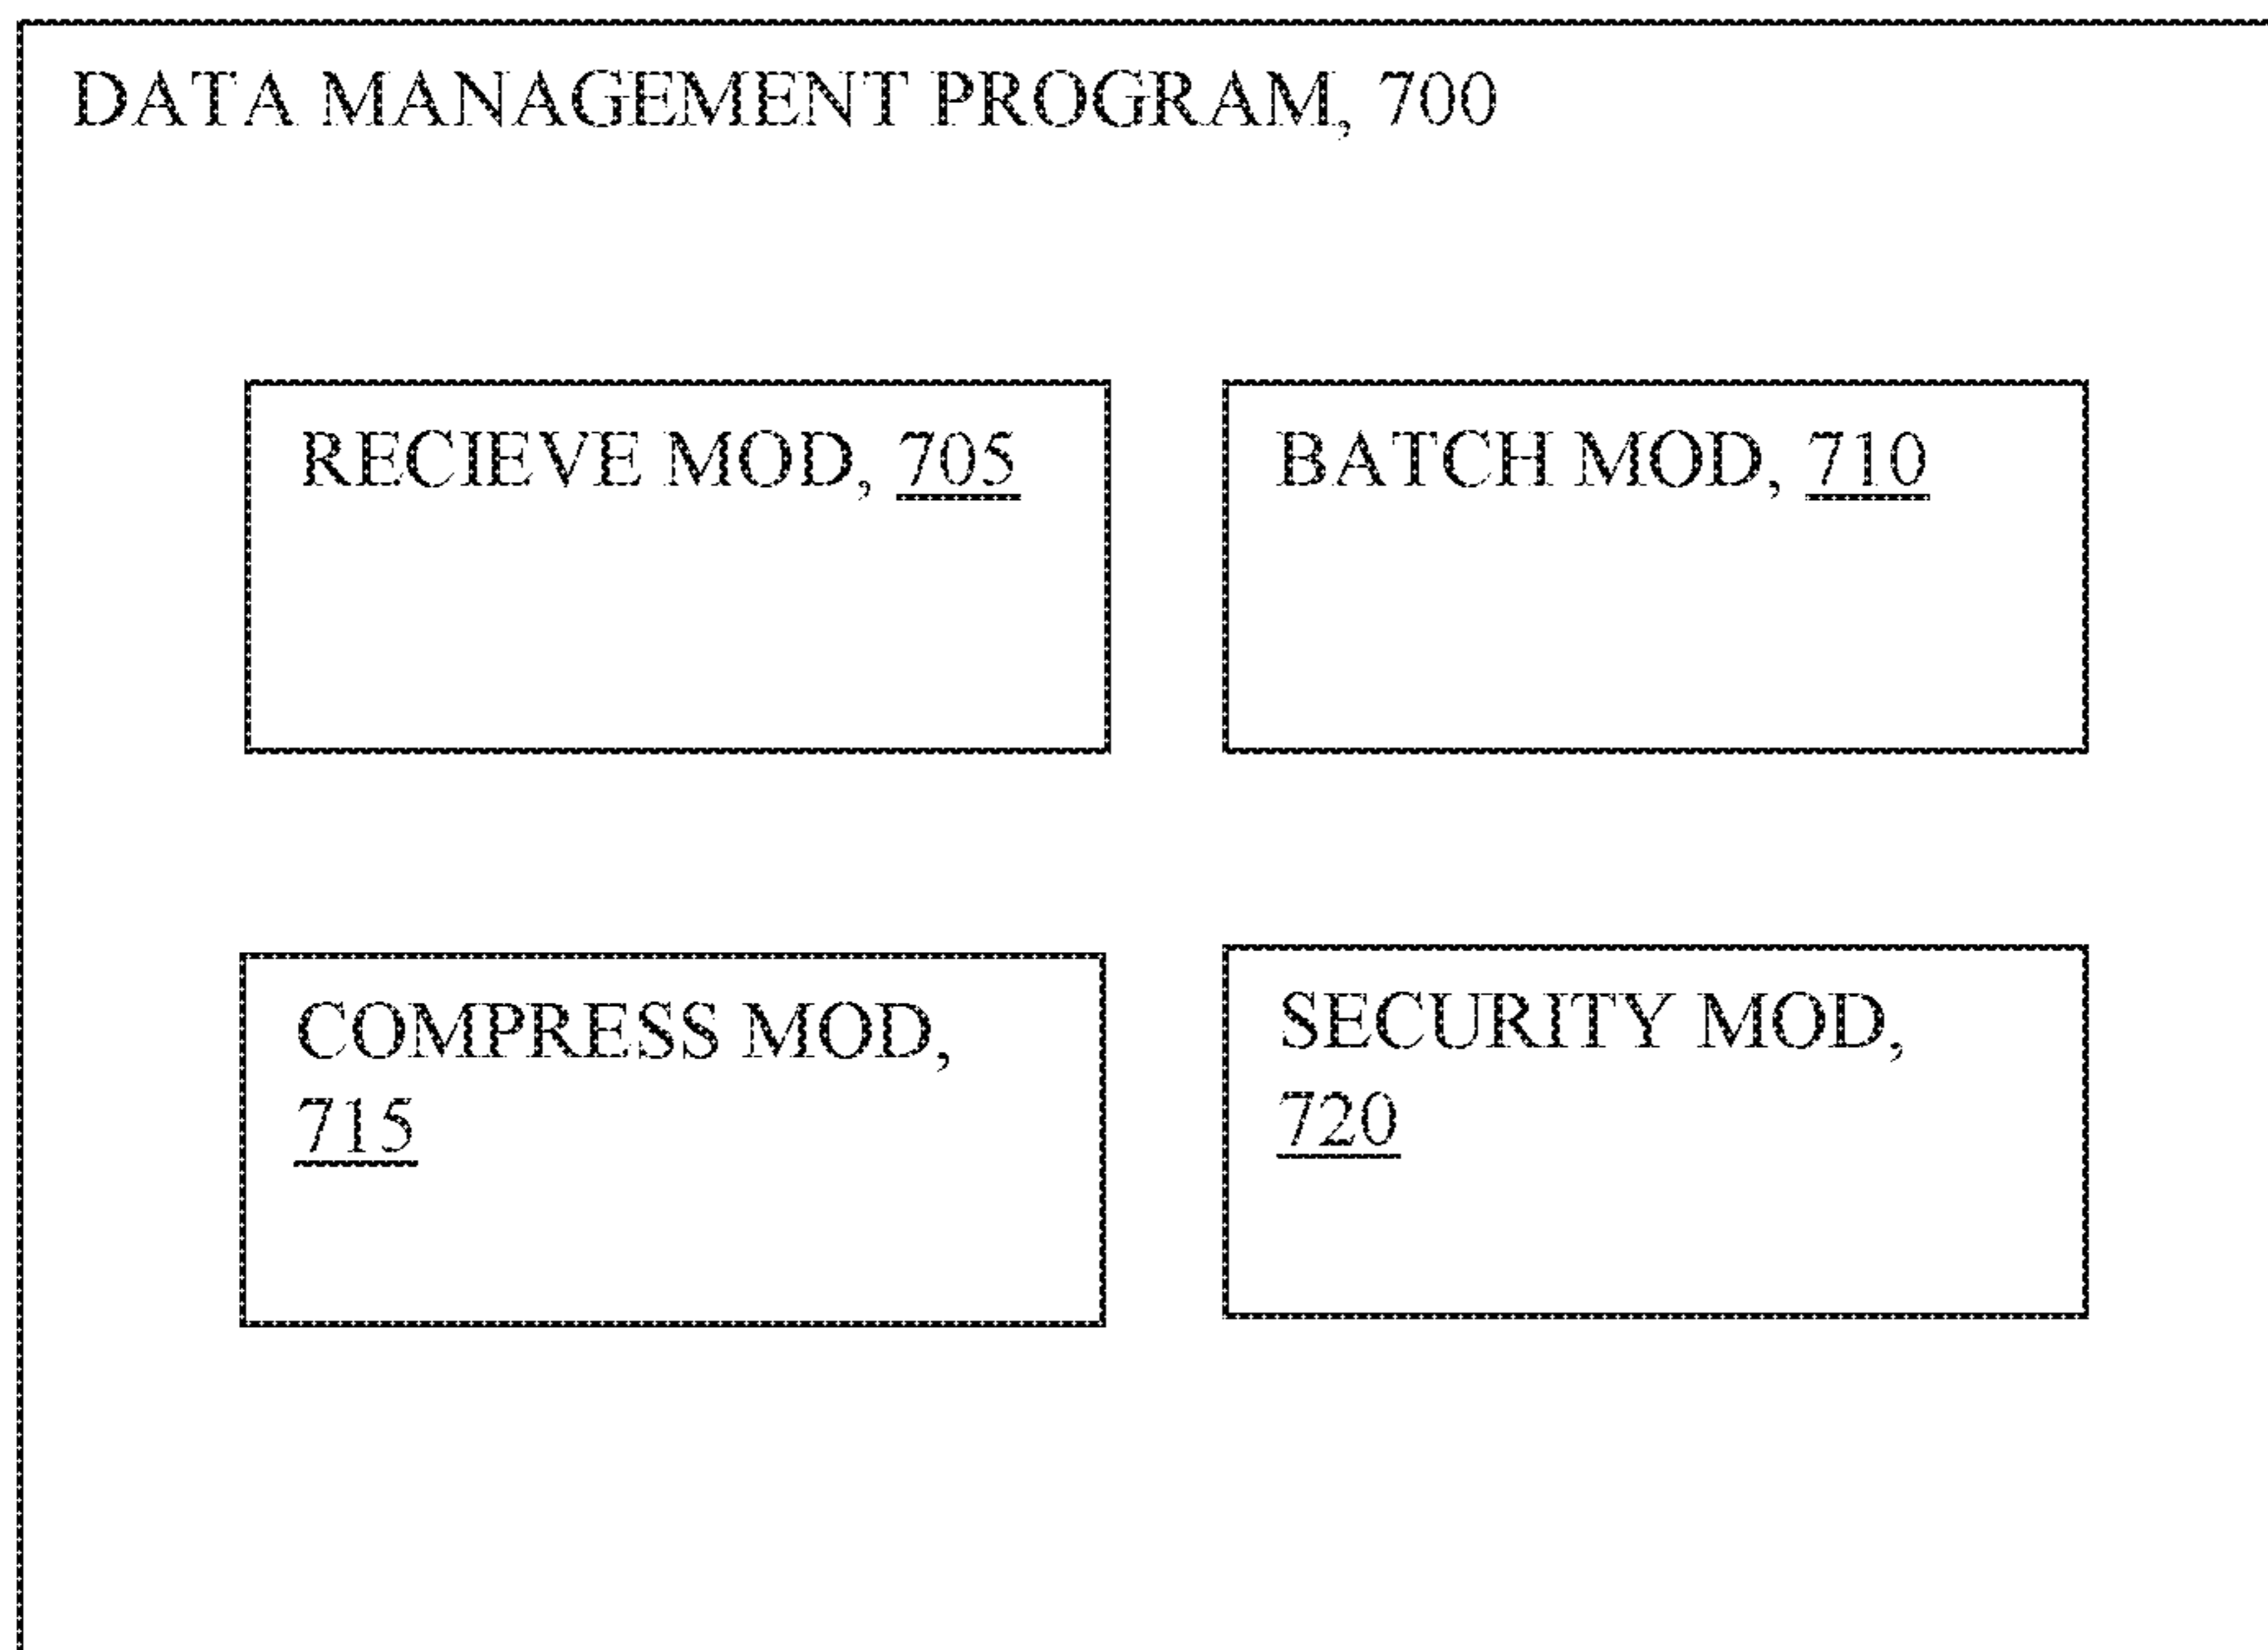 DATA MANAGEMENT PROGRAM, 700
RECIEVE MOD, 705
BATCH MOD, 710
COMPRESS MOD,
715
SECURITY MOD,
720